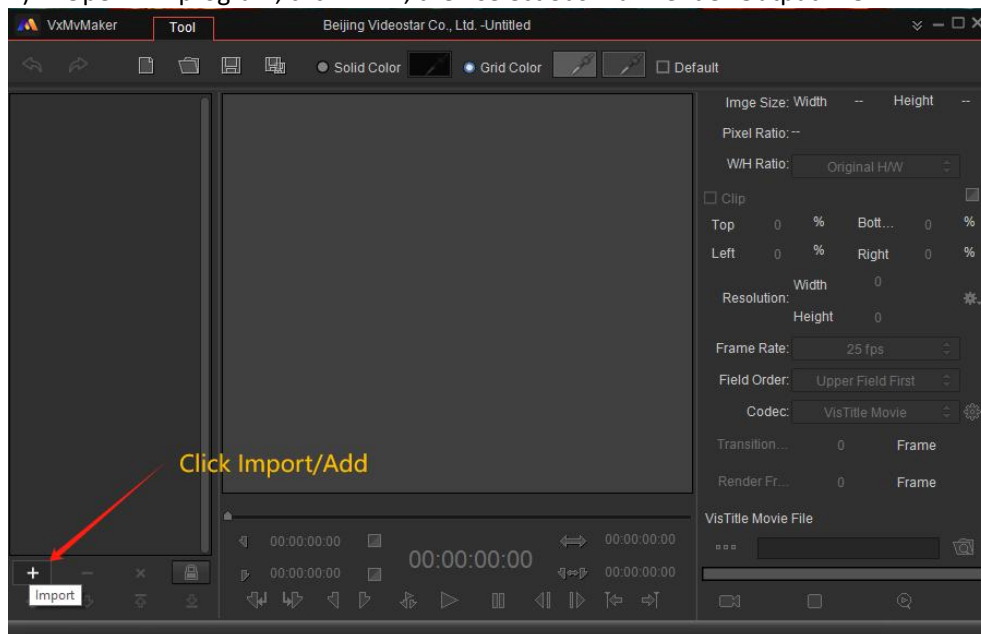 VxMvMaker Tool Beijing Videostar Co., Ltd. -Untitled
Solid Color Grid Color Default
Imge Size: Width -- Height --
Pixel Ratio: --
W/H Ratio: Original H/W
Clip
Top 0 % Bott... 0 %
Left 0 % Right 0 %
Resolution: Width 0
Height 0
Frame Rate: 25 fps
Field Order: Upper Field First
Codec: VisTitle Movie
Transition... 0 Frame
Render Fr... 0 Frame
VisTitle Movie File
Click Import/Add
00:00:00:00 00:00:00:00 00:00:00:00
00:00:00:00 00:00:00:00
Import